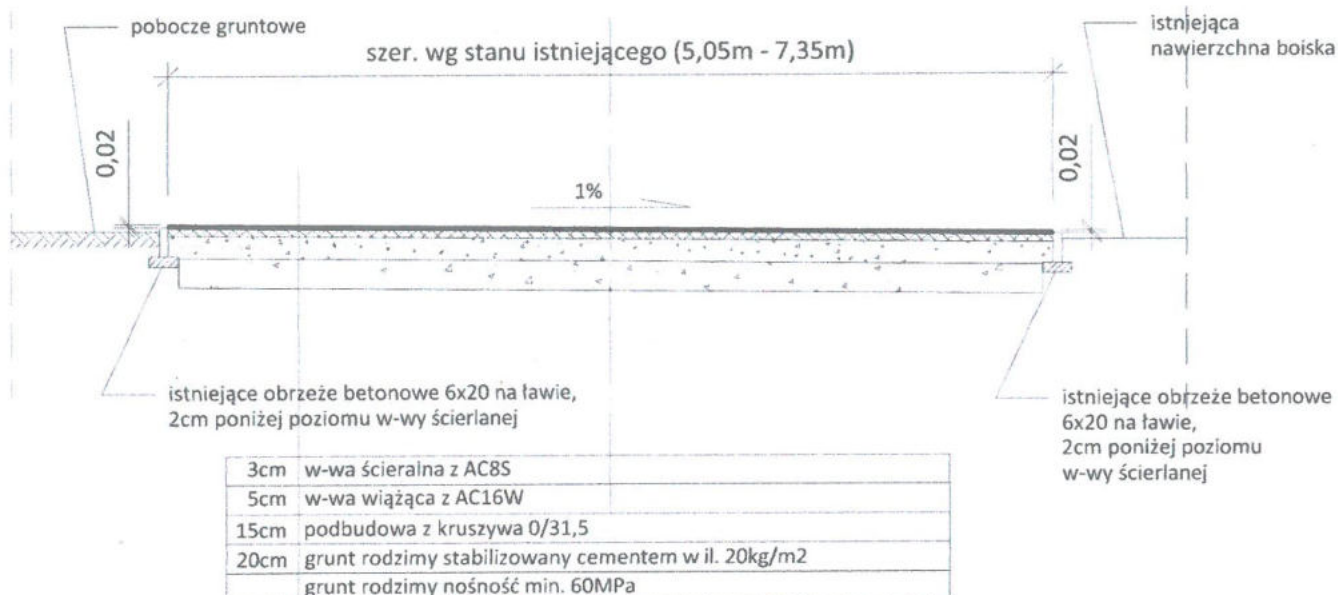 pobocze gruntowe
istniejąca
nawierzchna boiska
szer. wg stanu istniejącego (5,05m - 7,35m)
0,02
0,02
1%
istniejące obrzeże betonowe 6x20 na ławie,
2cm poniżej poziomu w-wy ścierlanej
istniejące obrzeże betonowe
6x20 na ławie,
2cm poniżej poziomu
w-wy ścierlanej
3cm w-wa ścieralna z AC8S
5cm w-wa wiążąca z AC16W
15cm podbudowa z kruszywa 0/31,5
20cm grunt rodzimy stabilizowany cementem w il. 20kg/m2
grunt rodzimy nośność min. 60MPa